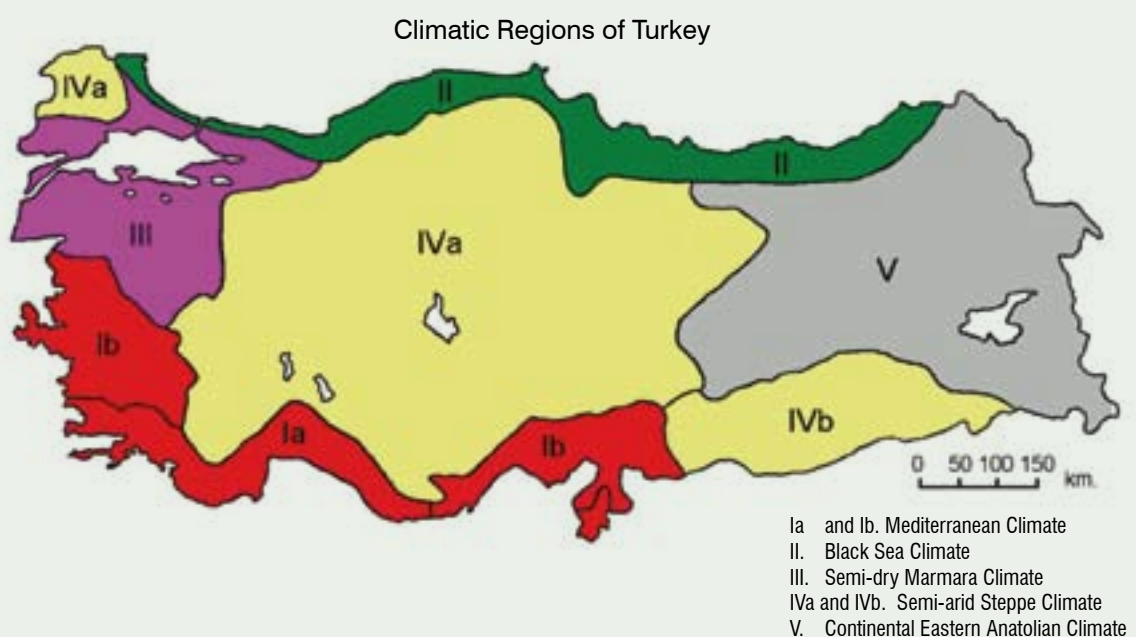 Climatic Regions of Turkey
IVa
II
II
III
IVa
V
Ib
Ia
Ib
IVb
0 50 100 150 km.
Ia and Ib. Mediterranean Climate
II. Black Sea Climate
III. Semi-dry Marmara Climate
IVa and IVb. Semi-arid Steppe Climate
V. Continental Eastern Anatolian Climate